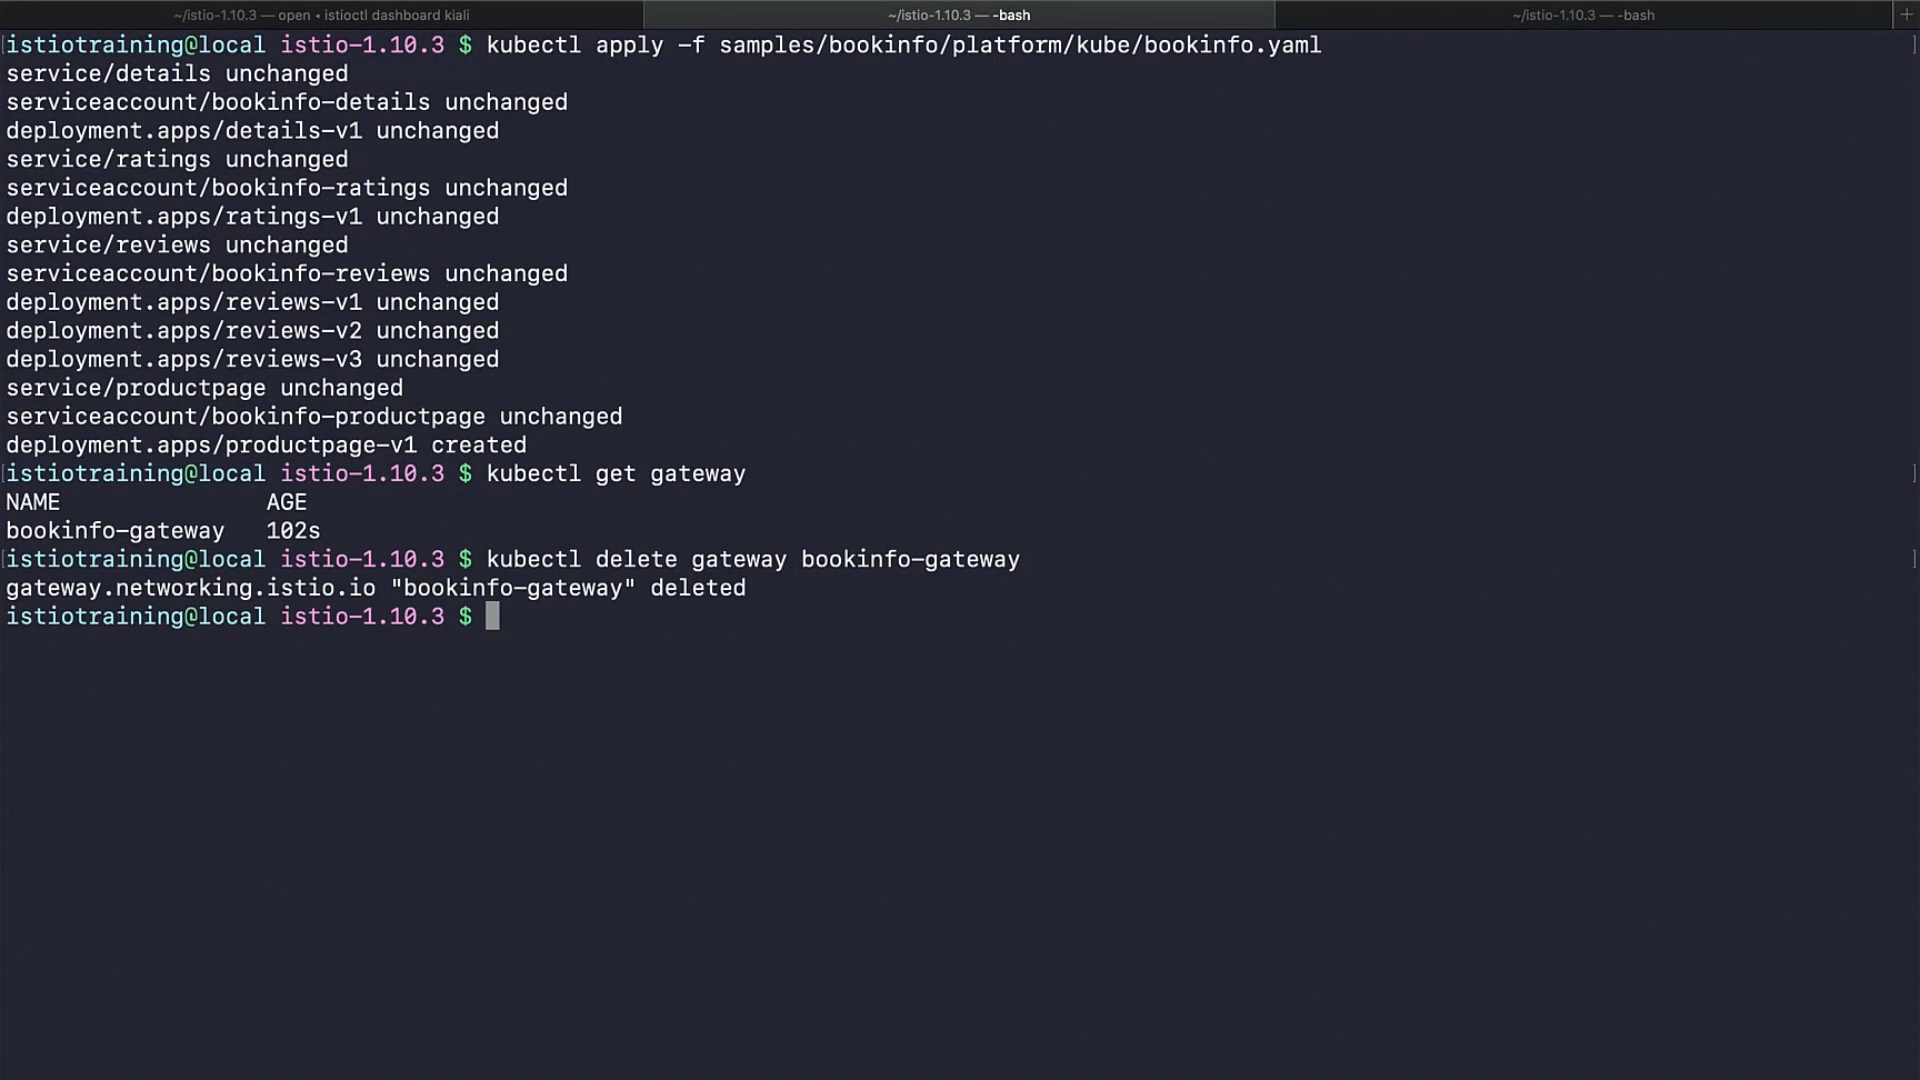 ~/istio-1.10.3 — open • istioctl dashboard kiali
~/istio-1.10.3 — -bash
~/istio-1.10.3 — -bash
+
[istiotraining@local istio-1.10.3 $ kubectl apply -f samples/bookinfo/platform/kube/bookinfo.yaml ]
service/details unchanged
serviceaccount/bookinfo-details unchanged
deployment.apps/details-v1 unchanged
service/ratings unchanged
serviceaccount/bookinfo-ratings unchanged
deployment.apps/ratings-v1 unchanged
service/reviews unchanged
serviceaccount/bookinfo-reviews unchanged
deployment.apps/reviews-v1 unchanged
deployment.apps/reviews-v2 unchanged
deployment.apps/reviews-v3 unchanged
service/productpage unchanged
serviceaccount/bookinfo-productpage unchanged
deployment.apps/productpage-v1 created
[istiotraining@local istio-1.10.3 $ kubectl get gateway ]
NAME AGE
bookinfo-gateway 102s
[istiotraining@local istio-1.10.3 $ kubectl delete gateway bookinfo-gateway ]
gateway.networking.istio.io "bookinfo-gateway" deleted
istiotraining@local istio-1.10.3 $